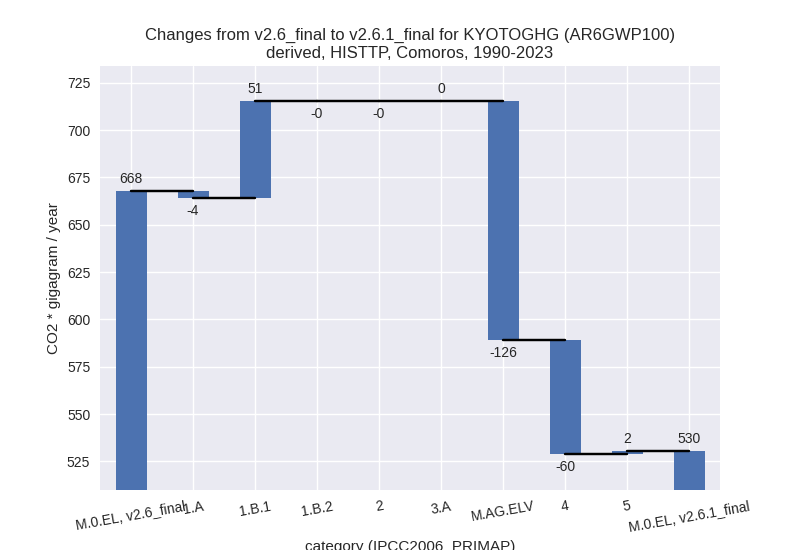 Changes from v2.6_final to v2.6.1_final for KYOTOGHG (AR6GWP100)
derived, HISTTP, Comoros, 1990-2023
CO2 * gigagram / year
725
700
675
650
625
600
575
550
525
668
-4
51
-0
-0
0
-126
-60
2
530
M.0.EL, v2.6_final
1.A
1.B.1
1.B.2
2
3.A
M.AG.ELV
4
5
M.0.EL, v2.6.1_final
category (IPCC2006_PRIMAP)